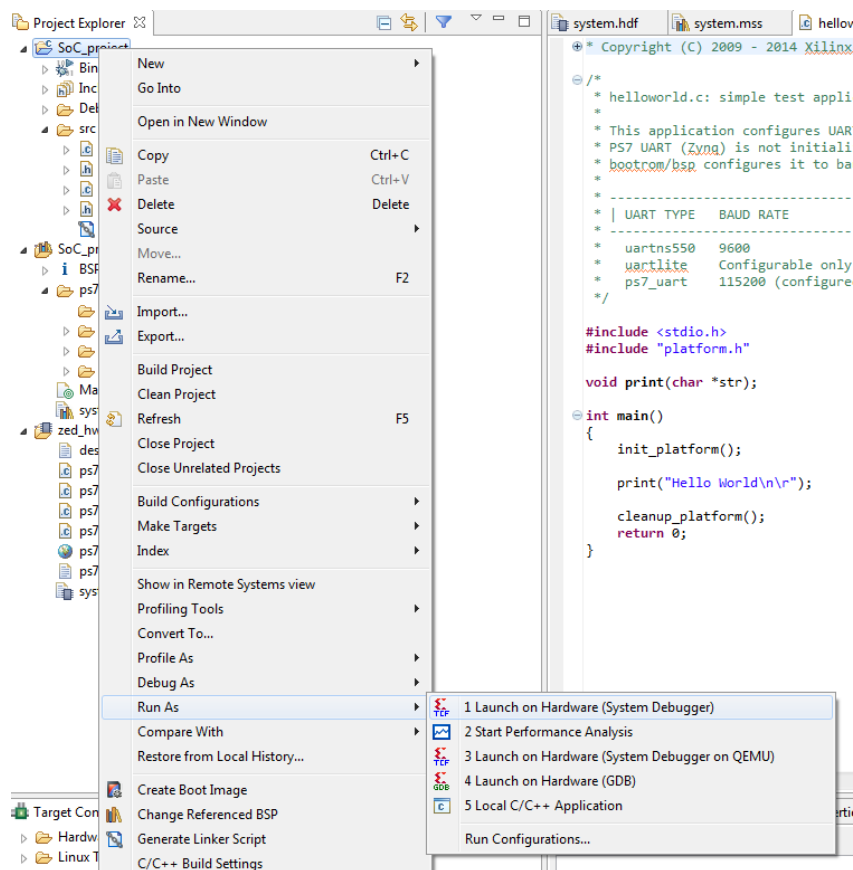 Project Explorer
SoC_project
Bin
Inc
Deb
src
.c
.h
.c
.h
SoC_pr
BSP
ps7
Ma
sys
zed_hw
des
ps7
ps7
ps7
ps7
ps7
ps7
sys
New
Go Into
Open in New Window
Copy Ctrl+C
Paste Ctrl+V
Delete Delete
Source
Move...
Rename... F2
Import...
Export...
Build Project
Clean Project
Refresh F5
Close Project
Close Unrelated Projects
Build Configurations
Make Targets
Index
Show in Remote Systems view
Profiling Tools
Convert To...
Profile As
Debug As
Run As
Compare With
Restore from Local History...
Create Boot Image
Change Referenced BSP
Generate Linker Script
C/C++ Build Settings
TCF 1 Launch on Hardware (System Debugger)
2 Start Performance Analysis
TCF 3 Launch on Hardware (System Debugger on QEMU)
GDB 4 Launch on Hardware (GDB)
c 5 Local C/C++ Application
Run Configurations...
Target Con
Hardw
Linux T
system.hdf system.mss hellow
* Copyright (C) 2009 - 2014 Xilinx
/*
* helloworld.c: simple test appli
*
* This application configures UAR
* PS7 UART (Zynq) is not initiali
* bootrom/bsp configures it to ba
*
* --------------------------------
* | UART TYPE   BAUD RATE
* --------------------------------
*   uartns550   9600
*   uartlite    Configurable only
*   ps7_uart    115200 (configure
*/
#include <stdio.h>
#include "platform.h"
void print(char *str);
int main()
{
init_platform();
print("Hello World\n\r");
cleanup_platform();
return 0;
}